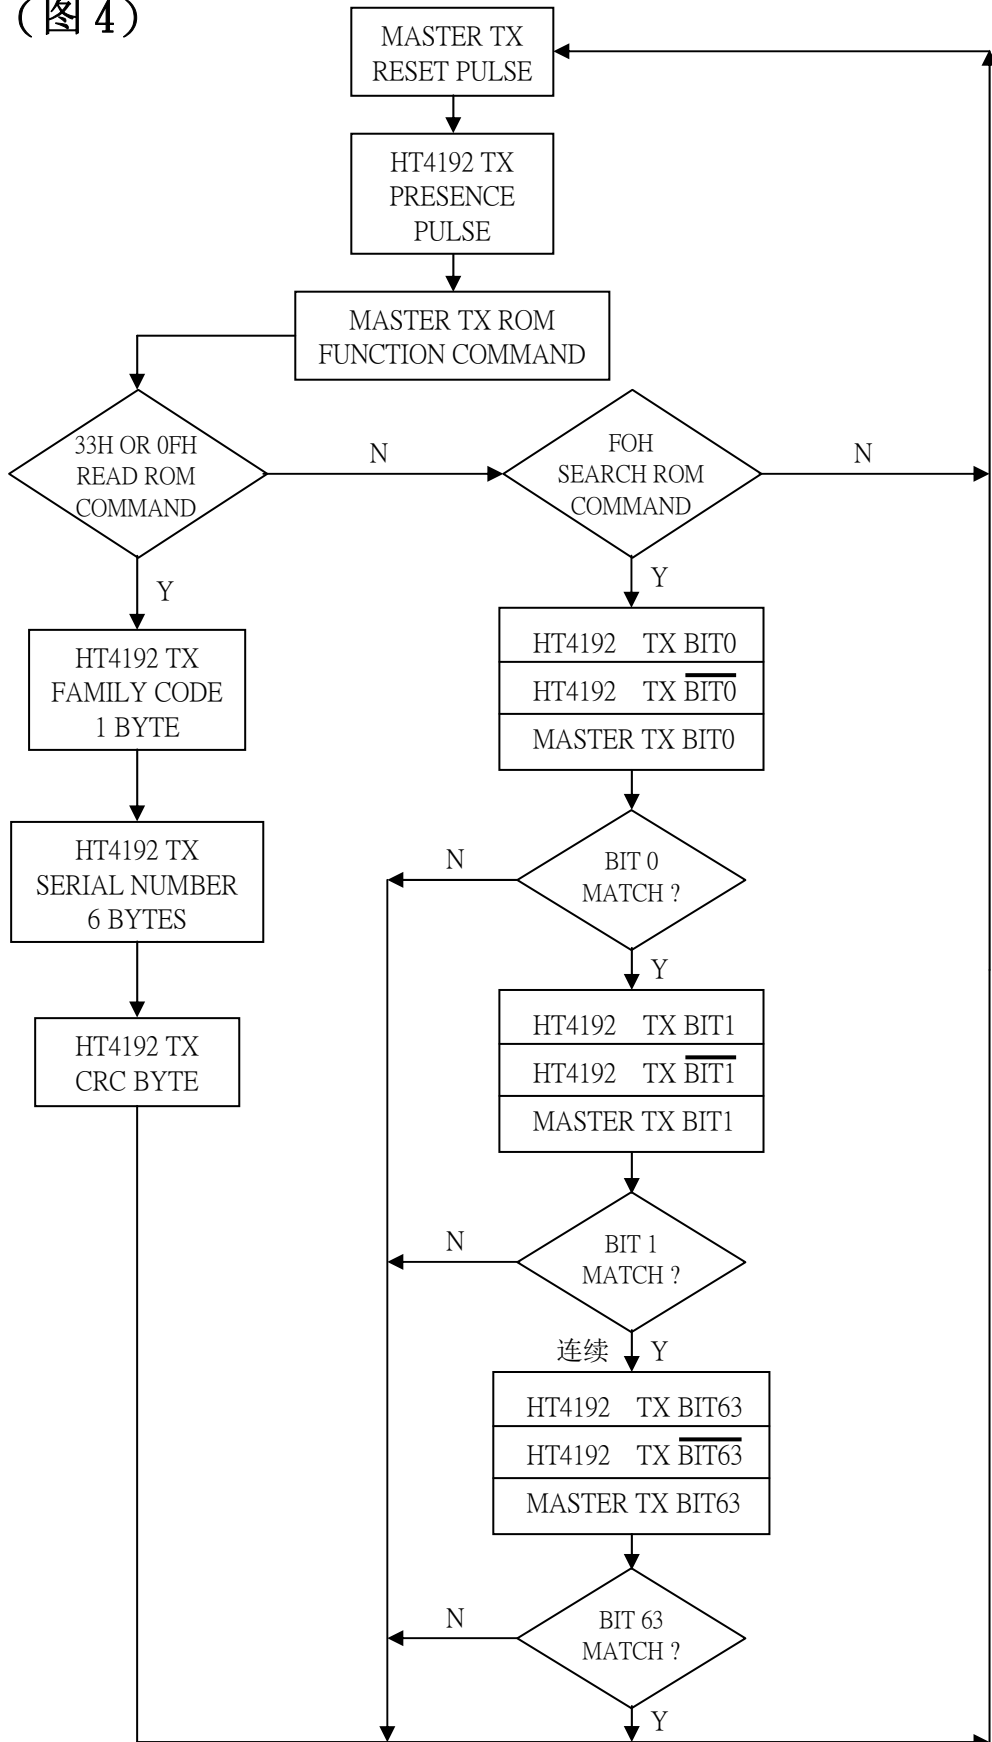 (图 4)
MASTER TX
RESET PULSE
HT4192 TX
PRESENCE
PULSE
MASTER TX ROM
FUNCTION COMMAND
33H OR 0FH
READ ROM
COMMAND
N
FOH
SEARCH ROM
COMMAND
N
Y
HT4192 TX
FAMILY CODE
1 BYTE
HT4192 TX
SERIAL NUMBER
6 BYTES
HT4192 TX
CRC BYTE
Y
HT4192 TX BIT0
HT4192 TX B̅I̅T̅0̅
MASTER TX BIT0
BIT 0
MATCH ?
N
Y
HT4192 TX BIT1
HT4192 TX B̅I̅T̅1̅
MASTER TX BIT1
BIT 1
MATCH ?
N
连续 Y
HT4192 TX BIT63
HT4192 TX B̅I̅T̅6̅3̅
MASTER TX BIT63
BIT 63
MATCH ?
N
Y